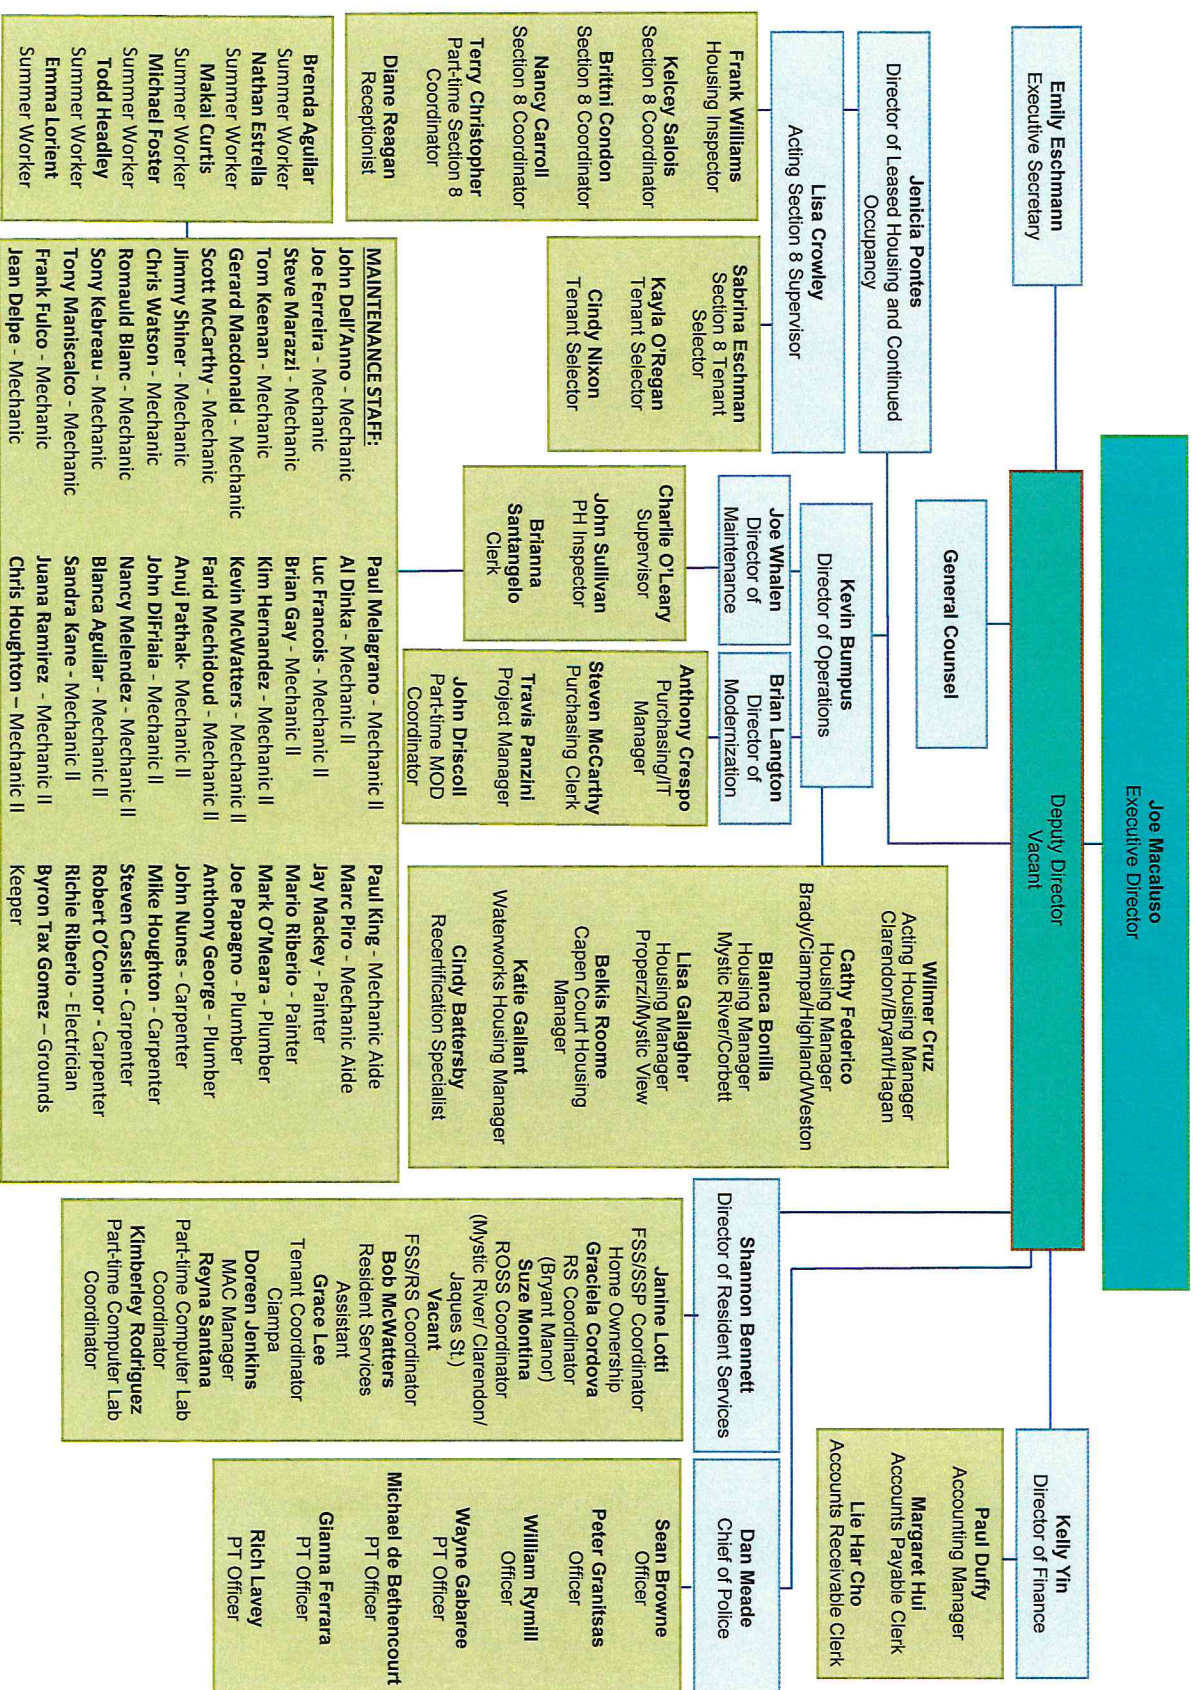 Joe Macaluso
Executive Director
Deputy Director
Vacant
Emily Eschmann
Executive Secretary
General Counsel
Jenicia Pontes
Director of Leased Housing and Continued
Occupancy
Lisa Crowley
Acting Section 8 Supervisor
Frank Williams
Housing Inspector
Kelcey Salois
Section 8 Coordinator
Brittni Condon
Section 8 Coordinator
Nancy Carroll
Section 8 Coordinator
Terry Christopher
Part-time Section 8
Coordinator
Diane Reagan
Receptionist
Sabrina Eschman
Section 8 Tenant
Selector
Kayla O'Regan
Tenant Selector
Cindy Nixon
Tenant Selector
Kevin Bumpus
Director of Operations
Joe Whalen
Director of
Maintenance
Charlie O'Leary
Supervisor
John Sullivan
PH Inspector
Brianna
Santangelo
Clerk
Brian Langton
Director of
Modernization
Anthony Crespo
Purchasing/IT
Manager
Steven McCarthy
Purchasing Clerk
Travis Panzini
Project Manager
John Driscoll
Part-time MOD
Coordinator
Wilmer Cruz
Acting Housing Manager
Clarendon//Bryant/Hagan
Cathy Federico
Housing Manager
Brady/Ciampa/Highland/Weston
Blanca Bonilla
Housing Manager
Mystic River/Corbett
Lisa Gallagher
Housing Manager
Properzi/Mystic View
Belkis Roome
Capen Court Housing
Manager
Katie Gallant
Waterworks Housing Manager
Cindy Battersby
Recertification Specialist
Shannon Bennett
Director of Resident Services
Janine Lotti
FSS/SSP Coordinator
Home Ownership
Graciela Cordova
RS Coordinator
(Bryant Manor)
Suze Montina
ROSS Coordinator
(Mystic River/ Clarendon/
Jaques St.)
Vacant
FSS/RS Coordinator
Bob McWatters
Resident Services
Assistant
Grace Lee
Tenant Coordinator
Ciampa
Doreen Jenkins
MAC Manager
Reyna Santana
Part-time Computer Lab
Coordinator
Kimberley Rodriguez
Part-time Computer Lab
Coordinator
Kelly Yin
Director of Finance
Paul Duffy
Accounting Manager
Margaret Hui
Accounts Payable Clerk
Lie Har Cho
Accounts Receivable Clerk
Dan Meade
Chief of Police
Sean Browne
Officer
Peter Granitsas
Officer
William Rymill
Officer
Wayne Gabaree
PT Officer
Michael de Bethencourt
PT Officer
Gianna Ferrara
PT Officer
Rich Lavey
PT Officer
Brenda Aguilar
Summer Worker
Nathan Estrella
Summer Worker
Makai Curtis
Summer Worker
Michael Foster
Summer Worker
Todd Headley
Summer Worker
Emma Lorient
Summer Worker
MAINTENANCE STAFF:
John Dell'Anno - Mechanic
Joe Ferreira - Mechanic
Steve Marazzi - Mechanic
Tom Keenan - Mechanic
Gerard Macdonald - Mechanic
Scott McCarthy - Mechanic
Jimmy Shiner - Mechanic
Chris Watson - Mechanic
Romauld Blanc - Mechanic
Sony Kebreau - Mechanic
Tony Maniscalco - Mechanic
Frank Fulco - Mechanic
Jean Delpe - Mechanic
Paul Melagrano - Mechanic II
Al Dinka - Mechanic II
Luc Francois - Mechanic II
Brian Gay - Mechanic II
Kim Hernandez - Mechanic II
Kevin McWatters - Mechanic II
Farid Mechidoud - Mechanic II
Anuj Pathak- Mechanic II
John DiFriaia - Mechanic II
Nancy Melendez - Mechanic II
Blanca Aguilar - Mechanic II
Sandra Kane - Mechanic II
Juana Ramirez - Mechanic II
Chris Houghton – Mechanic II
Paul King - Mechanic Aide
Marc Piro - Mechanic Aide
Jay Mackey - Painter
Mario Riberio - Painter
Mark O'Meara - Plumber
Joe Papagno - Plumber
Anthony George - Plumber
John Nunes - Carpenter
Mike Houghton - Carpenter
Steven Cassie - Carpenter
Robert O'Connor - Carpenter
Richie Riberio - Electrician
Byron Tax Gomez – Grounds
Keeper